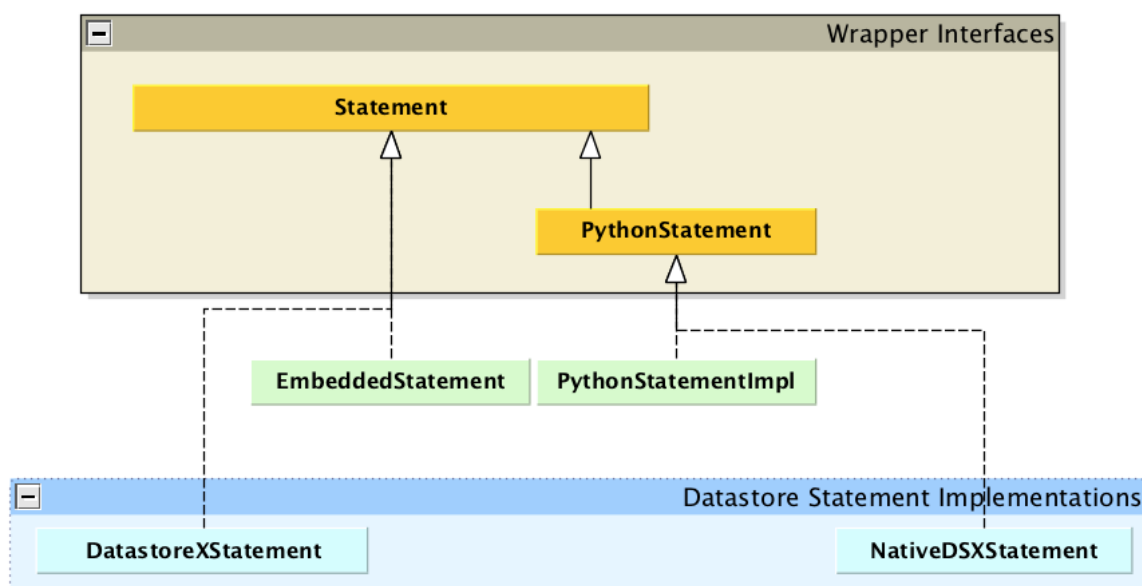 Wrapper Interfaces
Statement
PythonStatement
EmbeddedStatement
PythonStatementImpl
Datastore Statement Implementations
DatastoreXStatement
NativeDSXStatement